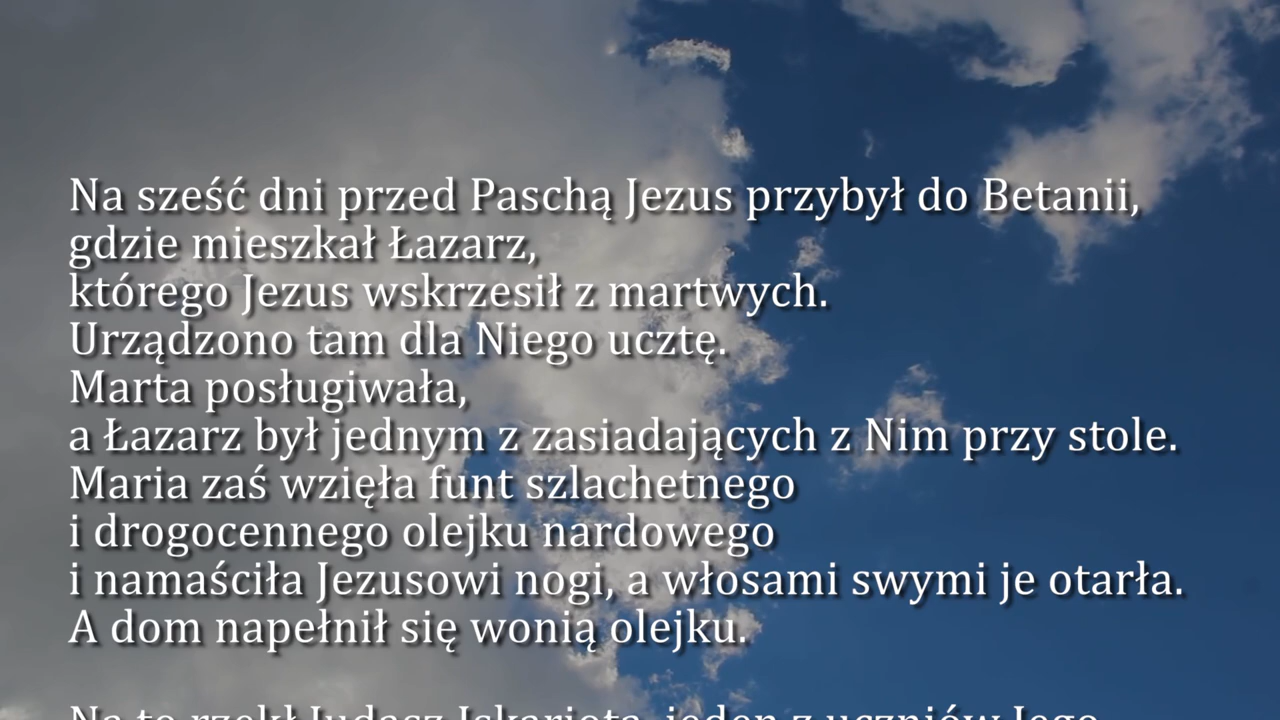 Na sześć dni przed Paschą Jezus przybył do Betanii,
gdzie mieszkał Łazarz,
którego Jezus wskrzesił z martwych.
Urządzono tam dla Niego ucztę.
Marta posługiwała,
a Łazarz był jednym z zasiadających z Nim przy stole.
Maria zaś wzięła funt szlachetnego
i drogocennego olejku nardowego
i namaściła Jezusowi nogi, a włosami swymi je otarła.
A dom napełnił się wonią olejku.
Na to rzekł Judasz Iskariota, jeden z uczniów Jego